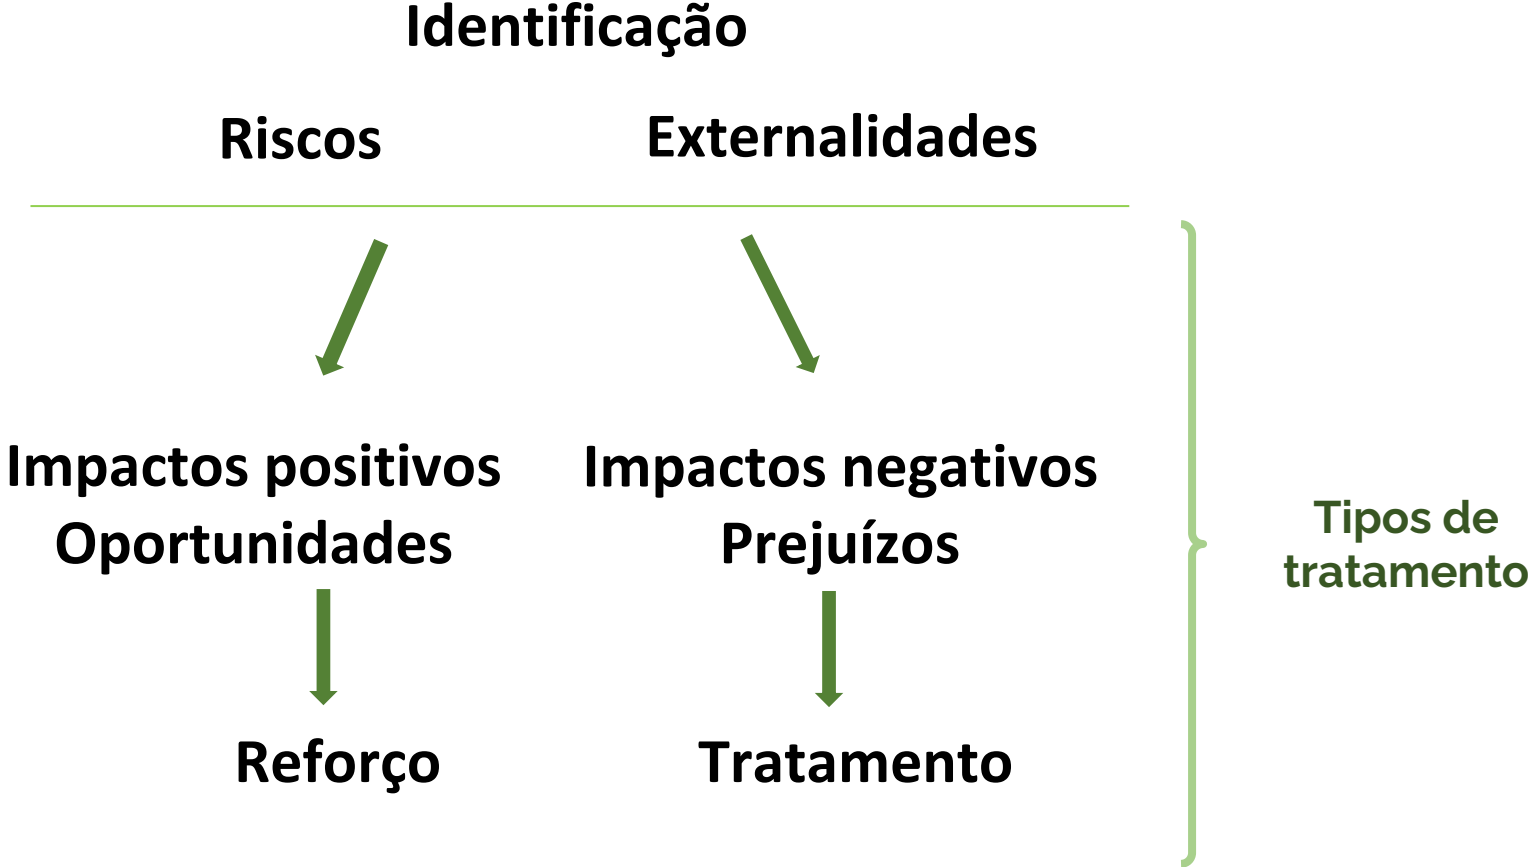 Identificação
Riscos
Externalidades
Impactos positivos
Oportunidades
Impactos negativos
Prejuízos
Reforço
Tratamento
Tipos de
tratamento